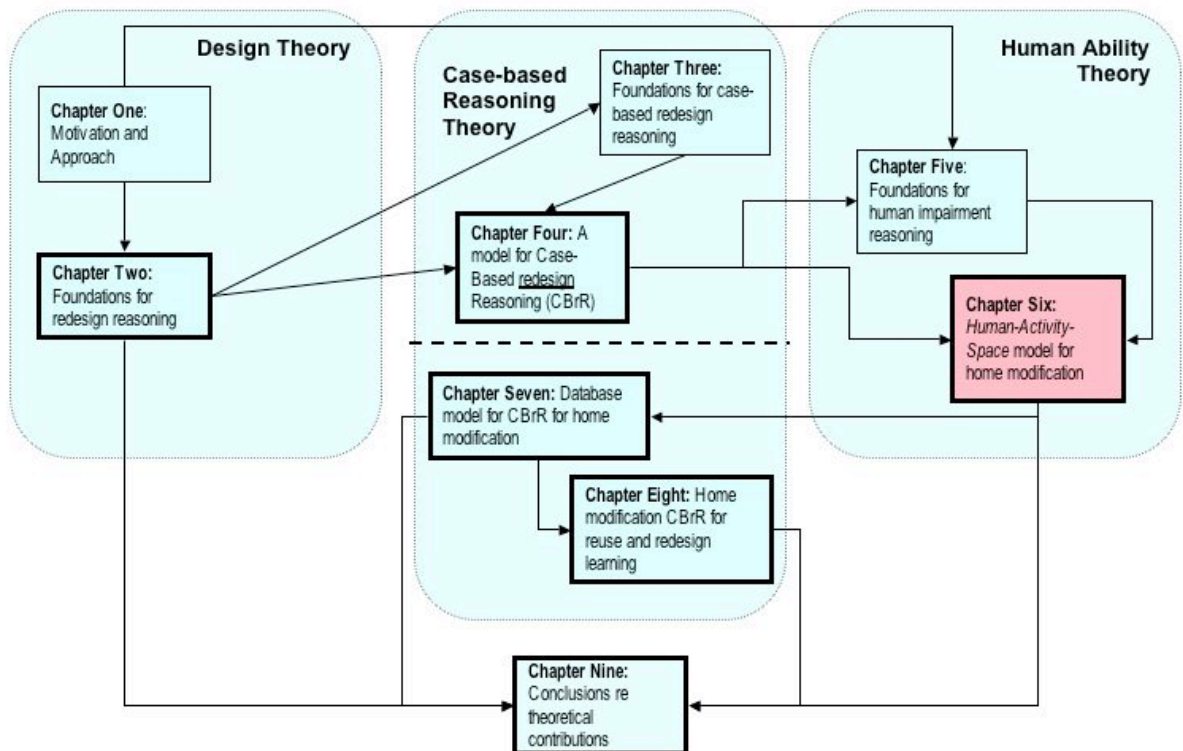 Design Theory
Chapter One:
Motivation and
Approach
Chapter Two:
Foundations for
redesign reasoning
Case-based
Reasoning
Theory
Chapter Three:
Foundations for case-
based redesign
reasoning
Chapter Four: A
model for Case-
Based redesign
Reasoning (CBrR)
Chapter Seven: Database
model for CBrR for home
modification
Chapter Eight: Home
modification CBrR for
reuse and redesign
learning
Human Ability
Theory
Chapter Five:
Foundations for
human impairment
reasoning
Chapter Six:
Human-Activity-
Space model for
home modification
Chapter Nine:
Conclusions re
theoretical
contributions